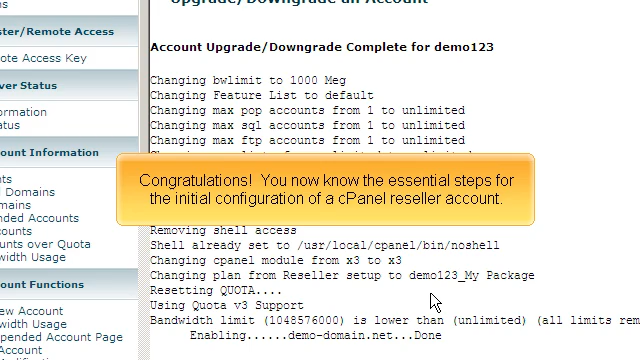 Upgrade/Downgrade an Account
ster/Remote Access
Account Upgrade/Downgrade Complete for demo123
ote Access Key
Changing bwlimit to 1000 Meg
ver Status
Changing Feature List to default
ormation
Changing max pop accounts from 1 to unlimited
atus
Changing max sql accounts from 1 to unlimited
Changing max ftp accounts from 1 to unlimited
ount Information
Congratulations! You now know the essential steps for
the initial configuration of a cPanel reseller account.
nts
d Domains
mains
nded Accounts
ounts
Removing shell access
unts over Quota
Shell already set to /usr/local/cpanel/bin/noshell
dwidth Usage
Changing cpanel module from x3 to x3
Changing plan from Reseller setup to demo123_My Package
ount Functions
Resetting QUOTA....
Using Quota v3 Support
ew Account
Bandwidth limit (1048576000) is lower than (unlimited) (all limits rem
dwidth Usage
Enabling......demo-domain.net...Done
pended Account Page